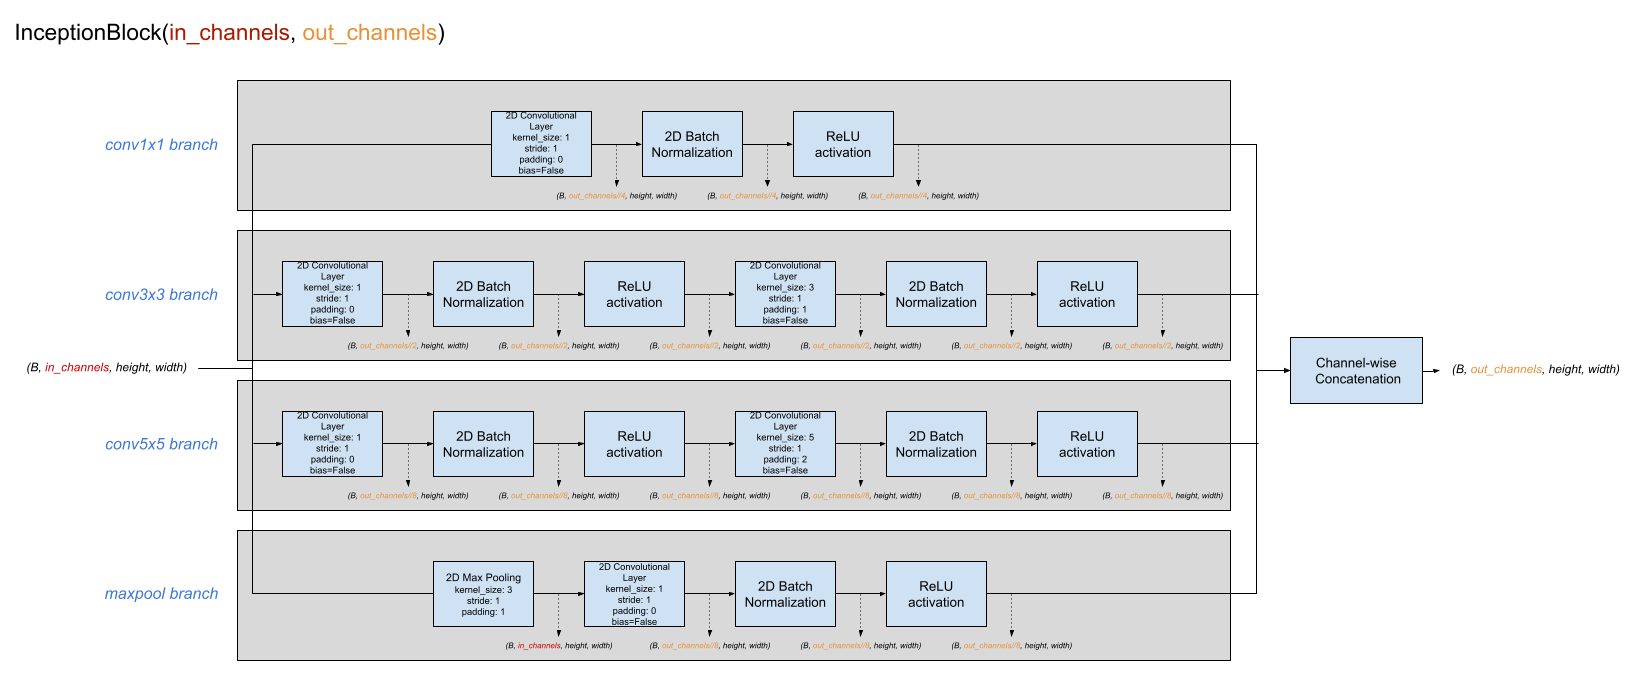 InceptionBlock(in_channels, out_channels)
conv1x1 branch
2D Convolutional
Layer
kernel_size: 1
stride: 1
padding: 0
bias=False
2D Batch
Normalization
ReLU
activation
(B, out_channels//4, height, width)
(B, out_channels//4, height, width)
(B, out_channels//4, height, width)
conv3x3 branch
2D Convolutional
Layer
kernel_size: 1
stride: 1
padding: 0
bias=False
2D Batch
Normalization
ReLU
activation
2D Convolutional
Layer
kernel_size: 3
stride: 1
padding: 1
bias=False
2D Batch
Normalization
ReLU
activation
(B, out_channels//2, height, width)
(B, out_channels//2, height, width)
(B, out_channels//2, height, width)
(B, out_channels//2, height, width)
(B, out_channels//2, height, width)
(B, out_channels//2, height, width)
(B, in_channels, height, width)
Channel-wise
Concatenation
(B, out_channels, height, width)
conv5x5 branch
2D Convolutional
Layer
kernel_size: 1
stride: 1
padding: 0
bias=False
2D Batch
Normalization
ReLU
activation
2D Convolutional
Layer
kernel_size: 5
stride: 1
padding: 2
bias=False
2D Batch
Normalization
ReLU
activation
(B, out_channels//8, height, width)
(B, out_channels//8, height, width)
(B, out_channels//8, height, width)
(B, out_channels//8, height, width)
(B, out_channels//8, height, width)
(B, out_channels//8, height, width)
maxpool branch
2D Max Pooling
kernel_size: 3
stride: 1
padding: 1
2D Convolutional
Layer
kernel_size: 1
stride: 1
padding: 0
bias=False
2D Batch
Normalization
ReLU
activation
(B, in_channels, height, width)
(B, out_channels//8, height, width)
(B, out_channels//8, height, width)
(B, out_channels//8, height, width)